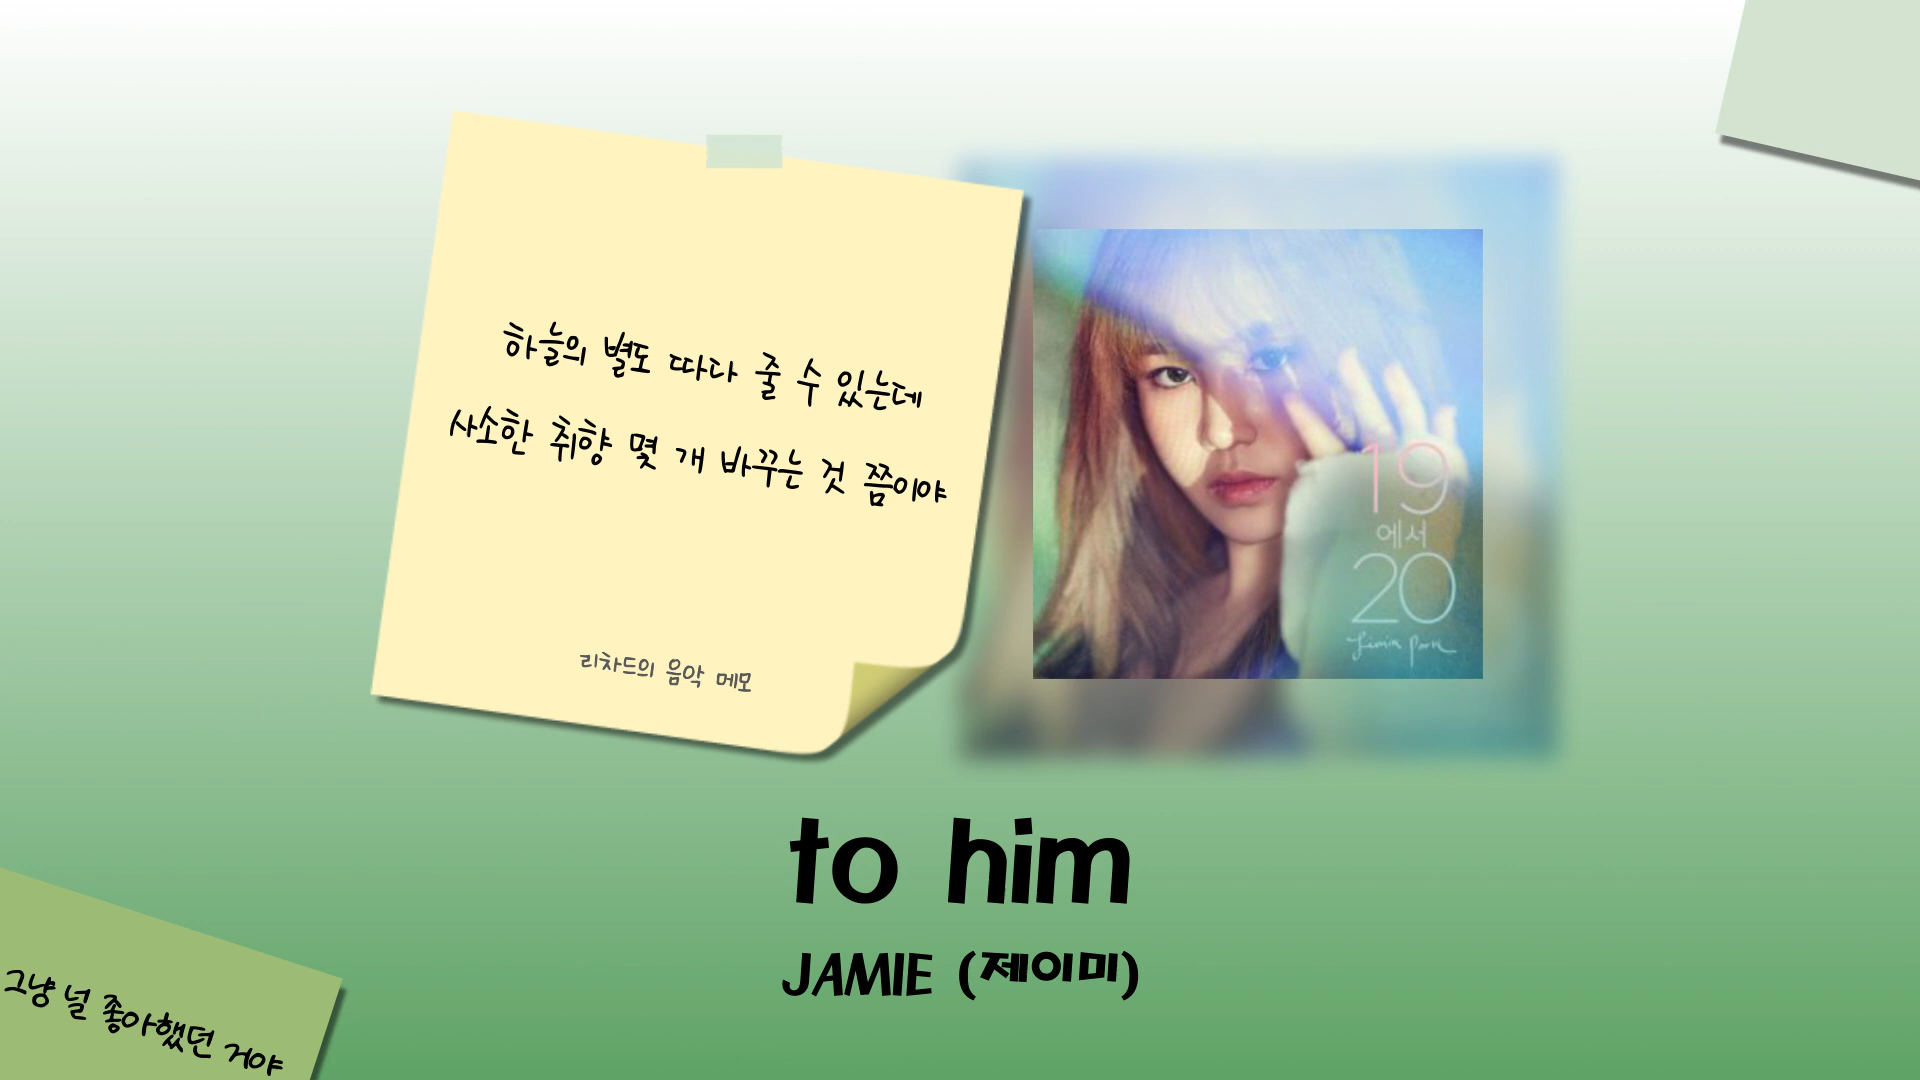 하늘의 별도 따다 줄 수 있는데
사소한 취향 몇 개 바꾸는 것 쯤이야
리차드의 음악 메모
19
에서
20
Jimin Park
to him
JAMIE (제이미)
그냥 널 좋아했던 거야